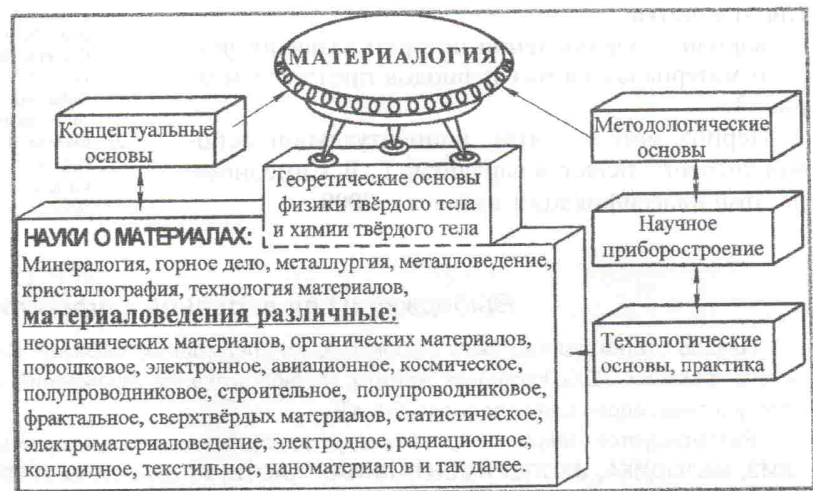 МАТЕРИАЛОГИЯ
Концептуальные
основы
Методологические
основы
Теоретические основы
физики твёрдого тела
и химии твёрдого тела
НАУКИ О МАТЕРИАЛАХ:
Минералогия, горное дело, металлургия, металловедение,
кристаллография, технология материалов,
материаловедения различные:
неорганических материалов, органических материалов,
порошковое, электронное, авиационное, космическое,
полупроводниковое, строительное, полупроводниковое,
фрактальное, сверхтвёрдых материалов, статистическое,
электроматериаловедение, электродное, радиационное,
коллоидное, текстильное, наноматериалов и так далее.
Научное
приборостроение
Технологические
основы, практика